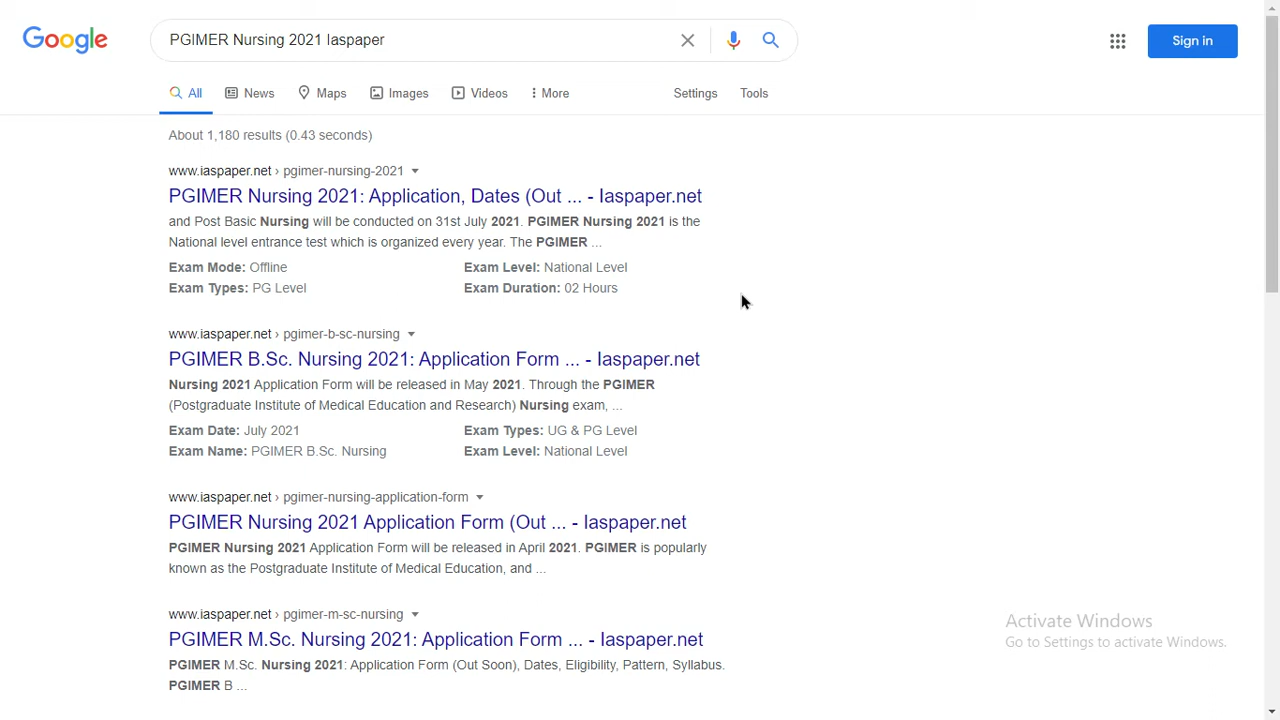 Google
PGIMER Nursing 2021 Iaspaper
Sign in
All News Maps Images Videos More Settings Tools
About 1,180 results (0.43 seconds)
www.iaspaper.net › pgimer-nursing-2021
PGIMER Nursing 2021: Application, Dates (Out ... - Iaspaper.net
and Post Basic Nursing will be conducted on 31st July 2021. PGIMER Nursing 2021 is the
National level entrance test which is organized every year. The PGIMER ...
Exam Mode: Offline Exam Level: National Level
Exam Types: PG Level Exam Duration: 02 Hours
www.iaspaper.net › pgimer-b-sc-nursing
PGIMER B.Sc. Nursing 2021: Application Form ... - Iaspaper.net
Nursing 2021 Application Form will be released in May 2021. Through the PGIMER
(Postgraduate Institute of Medical Education and Research) Nursing exam, ...
Exam Date: July 2021 Exam Types: UG & PG Level
Exam Name: PGIMER B.Sc. Nursing Exam Level: National Level
www.iaspaper.net › pgimer-nursing-application-form
PGIMER Nursing 2021 Application Form (Out ... - Iaspaper.net
PGIMER Nursing 2021 Application Form will be released in April 2021. PGIMER is popularly
known as the Postgraduate Institute of Medical Education, and ...
www.iaspaper.net › pgimer-m-sc-nursing
PGIMER M.Sc. Nursing 2021: Application Form ... - Iaspaper.net
PGIMER M.Sc. Nursing 2021: Application Form (Out Soon), Dates, Eligibility, Pattern, Syllabus.
PGIMER B ...
Activate Windows
Go to Settings to activate Windows.